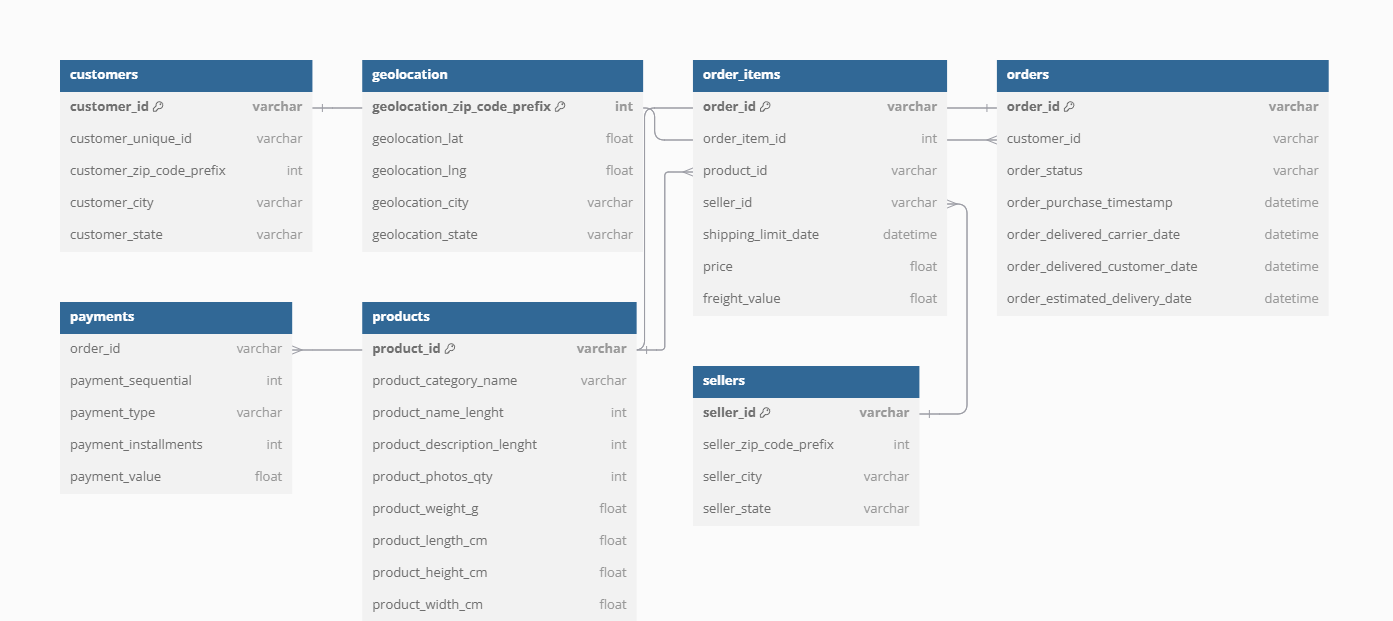 customers
customer_id varchar
customer_unique_id varchar
customer_zip_code_prefix int
customer_city varchar
customer_state varchar
geolocation
geolocation_zip_code_prefix int
geolocation_lat float
geolocation_lng float
geolocation_city varchar
geolocation_state varchar
order_items
order_id varchar
order_item_id int
product_id varchar
seller_id varchar
shipping_limit_date datetime
price float
freight_value float
orders
order_id varchar
customer_id varchar
order_status varchar
order_purchase_timestamp datetime
order_delivered_carrier_date datetime
order_delivered_customer_date datetime
order_estimated_delivery_date datetime
payments
order_id varchar
payment_sequential int
payment_type varchar
payment_installments int
payment_value float
products
product_id varchar
product_category_name varchar
product_name_lenght int
product_description_lenght int
product_photos_qty int
product_weight_g float
product_length_cm float
product_height_cm float
product_width_cm float
sellers
seller_id varchar
seller_zip_code_prefix int
seller_city varchar
seller_state varchar